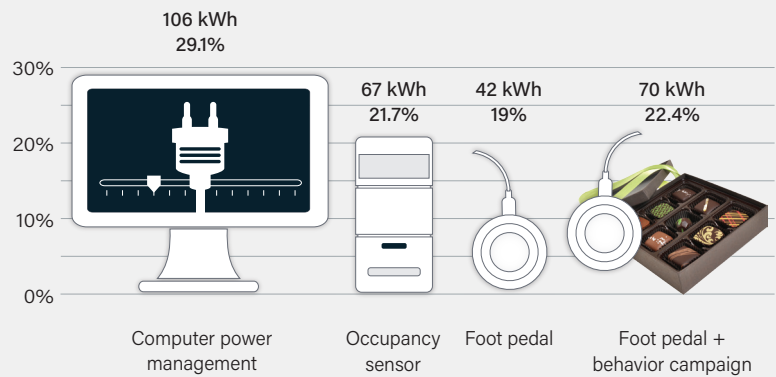 106 kWh
29.1%
67 kWh
21.7%
42 kWh
19%
70 kWh
22.4%
30%
20%
10%
0%
Computer power
management
Occupancy
sensor
Foot pedal
Foot pedal +
behavior campaign